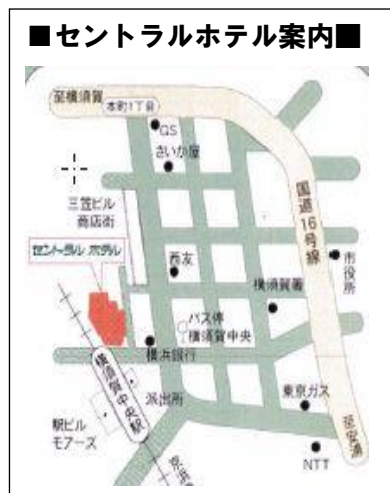 ■セントラルホテル案内■
至横須賀
本町1丁目
GS
さいか屋
三笠ビル
商店街
国道16号線
セントラル ホテル
西友
市役所
横須賀署
バス停
横須賀中央
横浜銀行
横須賀中央駅
派出所
東京ガス
駅ビル
モアーズ
至安浦
NTT